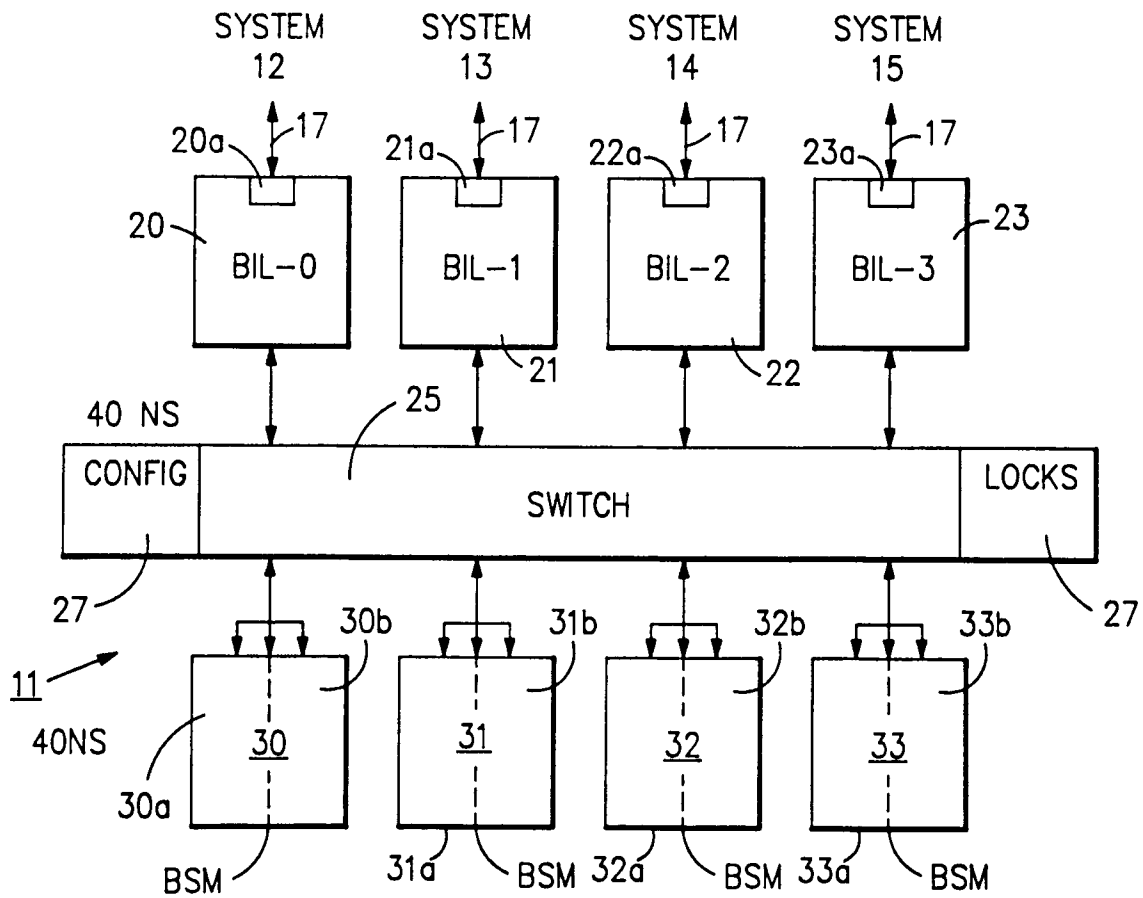 SYSTEM 12
SYSTEM 13
SYSTEM 14
SYSTEM 15
17
17
17
17
20a
21a
22a
23a
20
23
BIL-0
BIL-1
BIL-2
BIL-3
21
22
25
40 NS
CONFIG
SWITCH
LOCKS
27
27
30b
31b
32b
33b
11
40NS
30
31
32
33
30a
31a
32a
33a
BSM
BSM
BSM
BSM